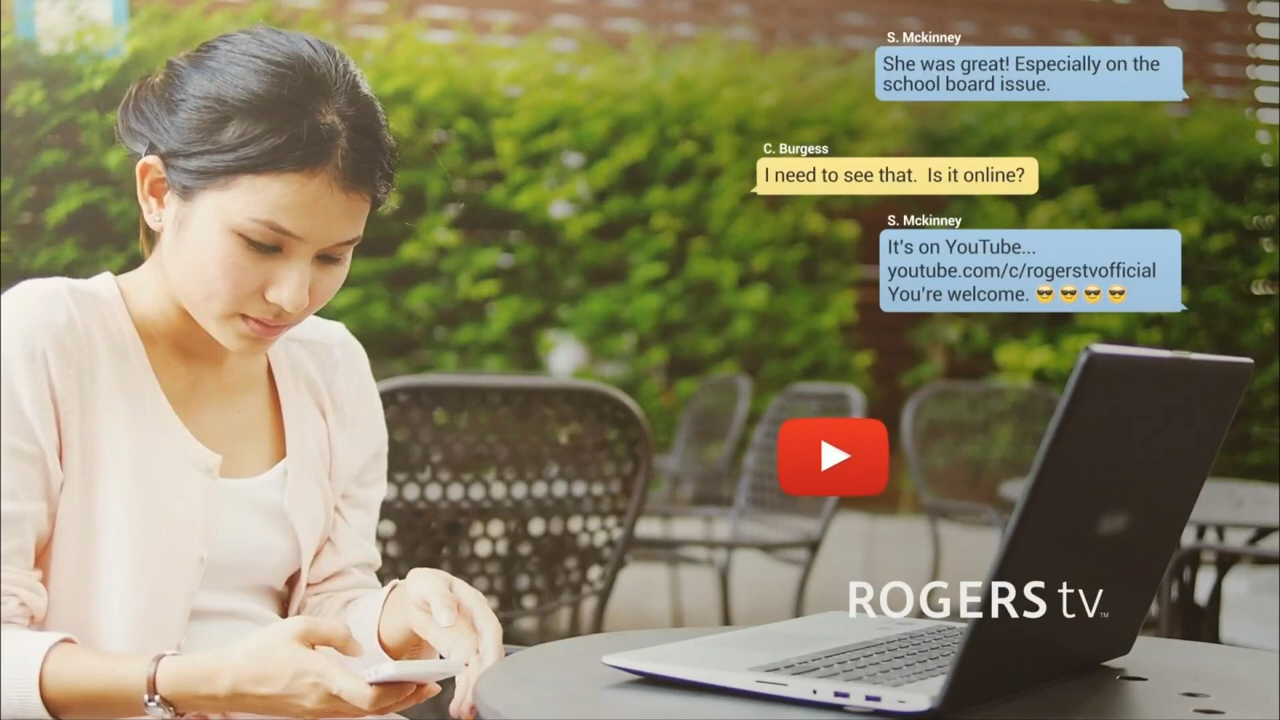 S. Mckinney
She was great! Especially on the
school board issue.
C. Burgess
I need to see that.  Is it online?
S. Mckinney
It's on YouTube...
youtube.com/c/rogerstvofficial
You're welcome. 😎 😎 😎 😎
ROGERS tv™